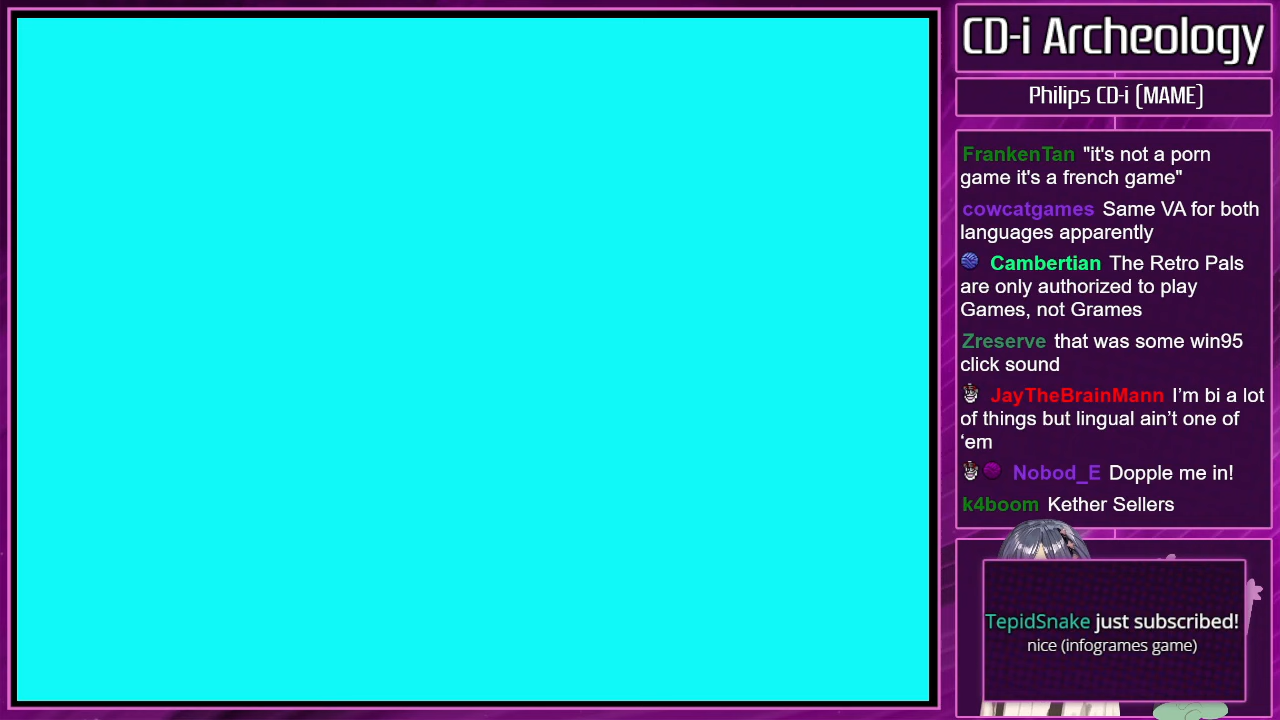 CD-i Archeology
Philips CD-i (MAME)
FrankenTan "it's not a porn
game it's a french game"
cowcatgames Same VA for both
languages apparently
Cambertian The Retro Pals
are only authorized to play
Games, not Grames
Zreserve that was some win95
click sound
JayTheBrainMann I’m bi a lot
of things but lingual ain’t one of
‘em
Nobod_E Dopple me in!
k4boom Kether Sellers
TepidSnake just subscribed!
nice (infogrames game)